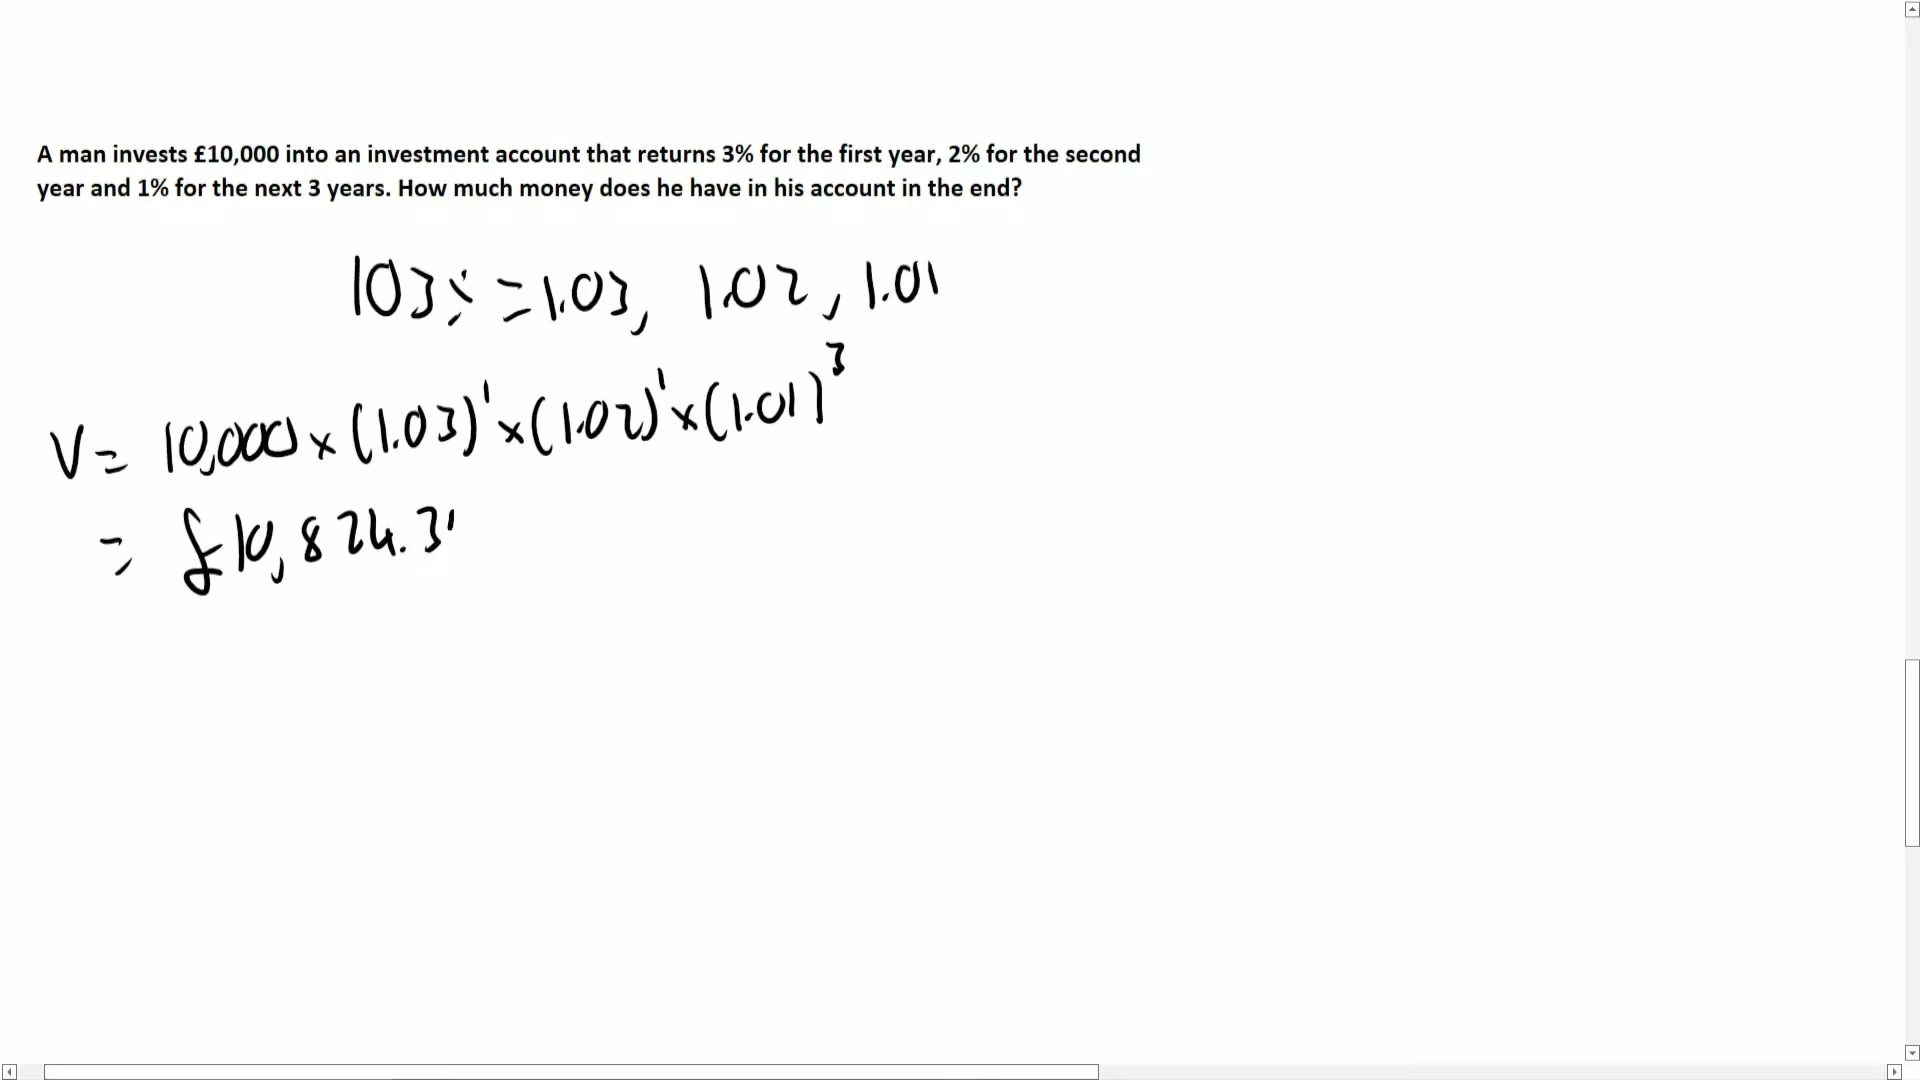 A man invests £10,000 into an investment account that returns 3% for the first year, 2% for the second
year and 1% for the next 3 years. How much money does he have in his account in the end?
103% = 1.03, 1.02, 1.01
V = 10,000 × (1.03)¹ × (1.02)¹ × (1.01)³
= £10,824.31